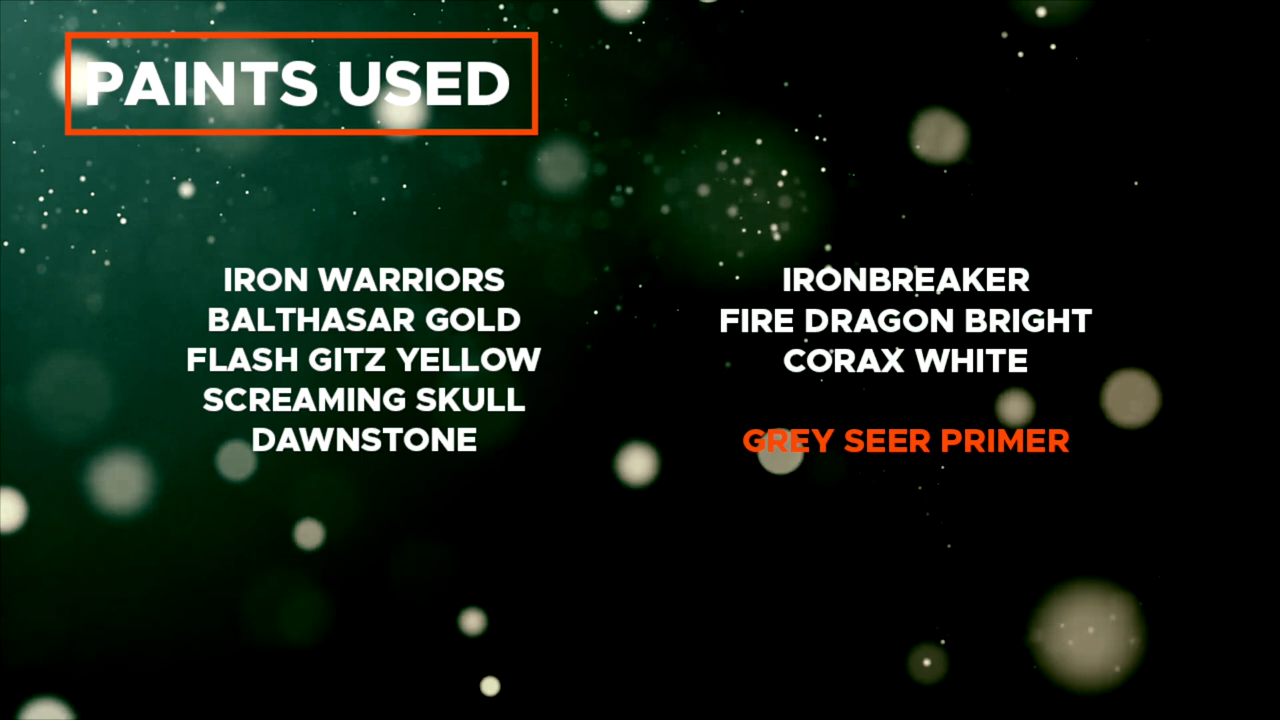 PAINTS USED
IRON WARRIORS
BALTHASAR GOLD
FLASH GITZ YELLOW
SCREAMING SKULL
DAWNSTONE
IRONBREAKER
FIRE DRAGON BRIGHT
CORAX WHITE
GREY SEER PRIMER